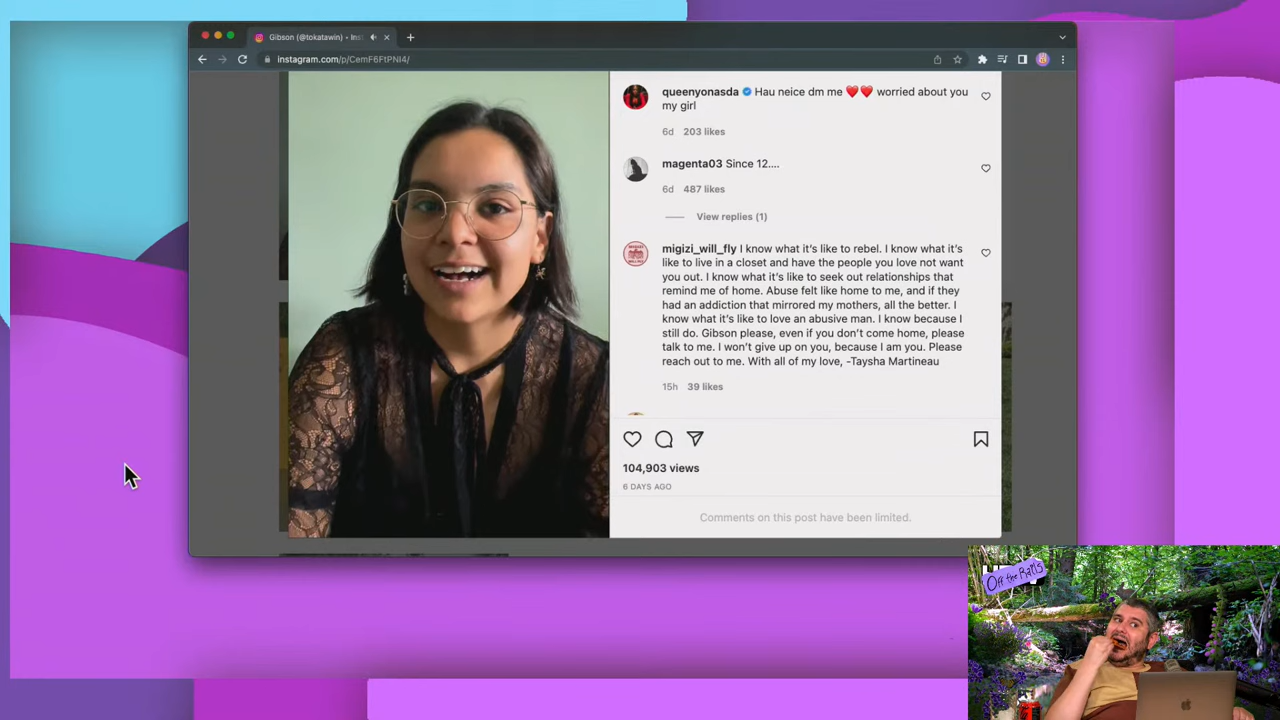 Gibson (@tokatawin) • Ins
instagram.com/p/CemF6FtPNI4/
queenyonasda Hau neice dm me ❤️❤️ worried about you
my girl
6d 203 likes
magenta03 Since 12....
6d 487 likes
View replies (1)
migizi_will_fly I know what it's like to rebel. I know what it's
like to live in a closet and have the people you love not want
you out. I know what it's like to seek out relationships that
remind me of home. Abuse felt like home to me, and if they
had an addiction that mirrored my mothers, all the better. I
know what it's like to love an abusive man. I know because I
still do. Gibson please, even if you don't come home, please
talk to me. I won't give up on you, because I am you. Please
reach out to me. With all of my love, -Taysha Martineau
15h 39 likes
104,903 views
6 DAYS AGO
Comments on this post have been limited.
Off the Rails